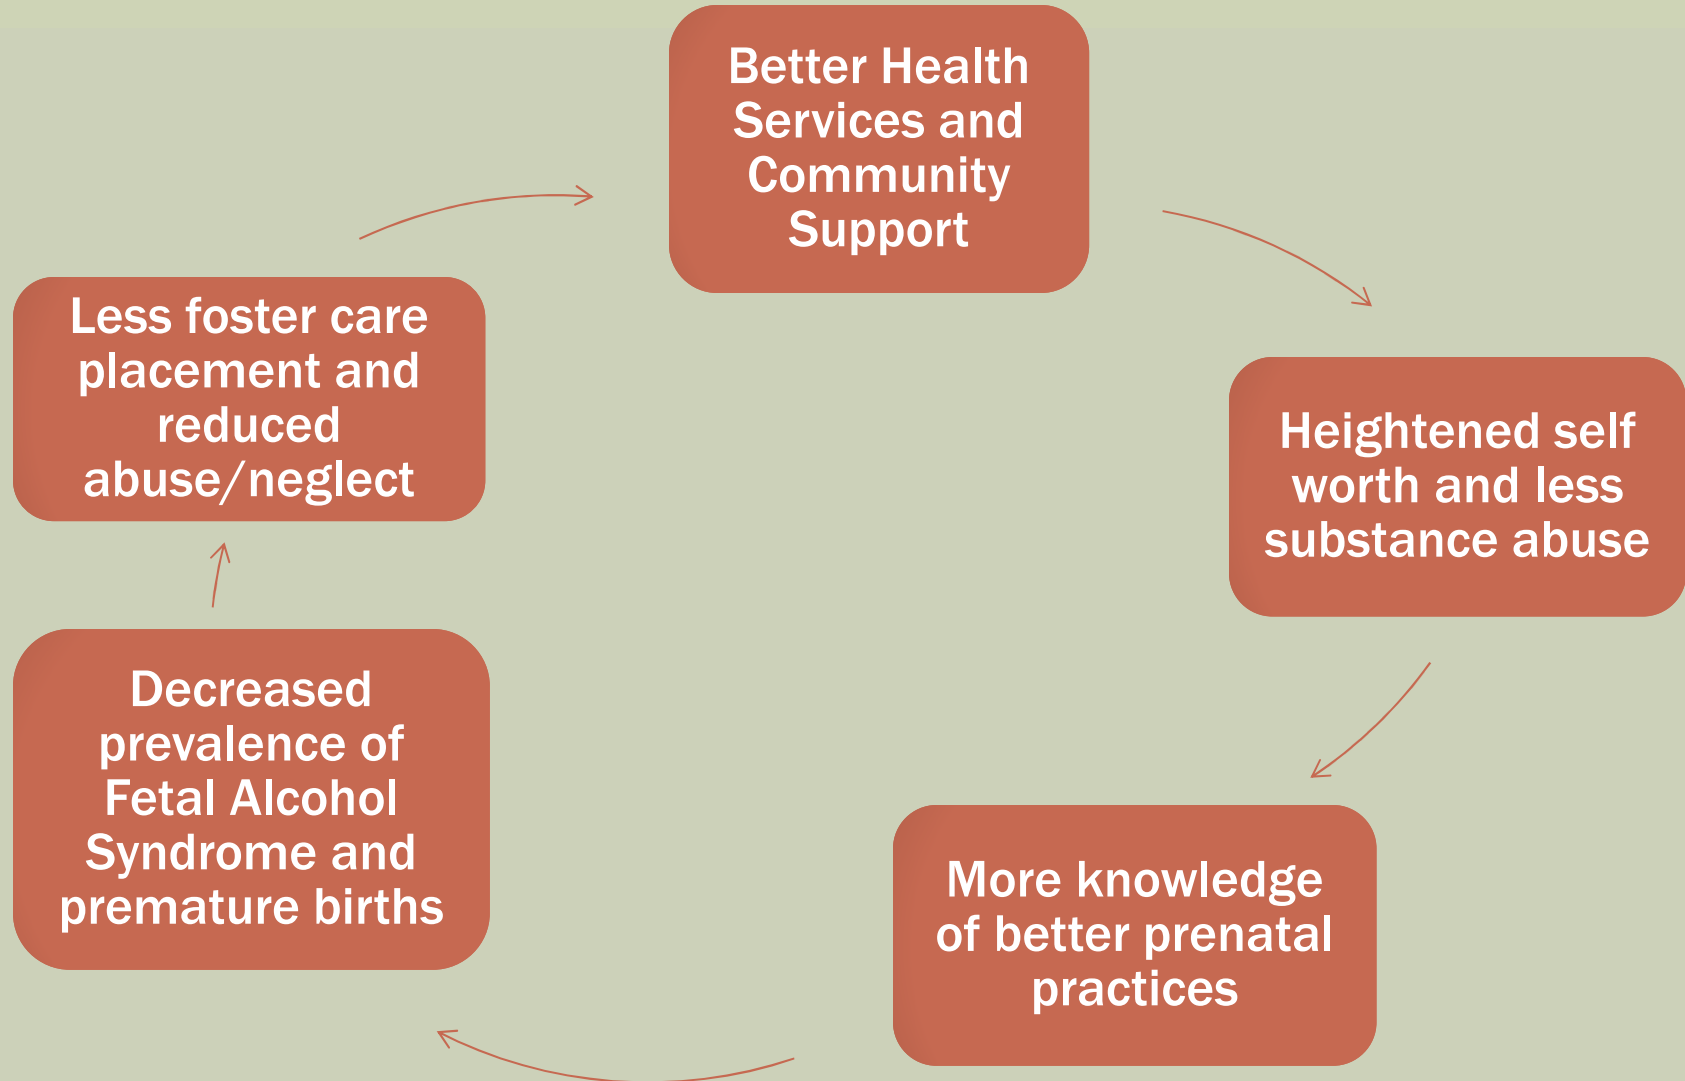 Better Health
Services and
Community
Support
Heightened self
worth and less
substance abuse
More knowledge
of better prenatal
practices
Decreased
prevalence of
Fetal Alcohol
Syndrome and
premature births
Less foster care
placement and
reduced
abuse/neglect